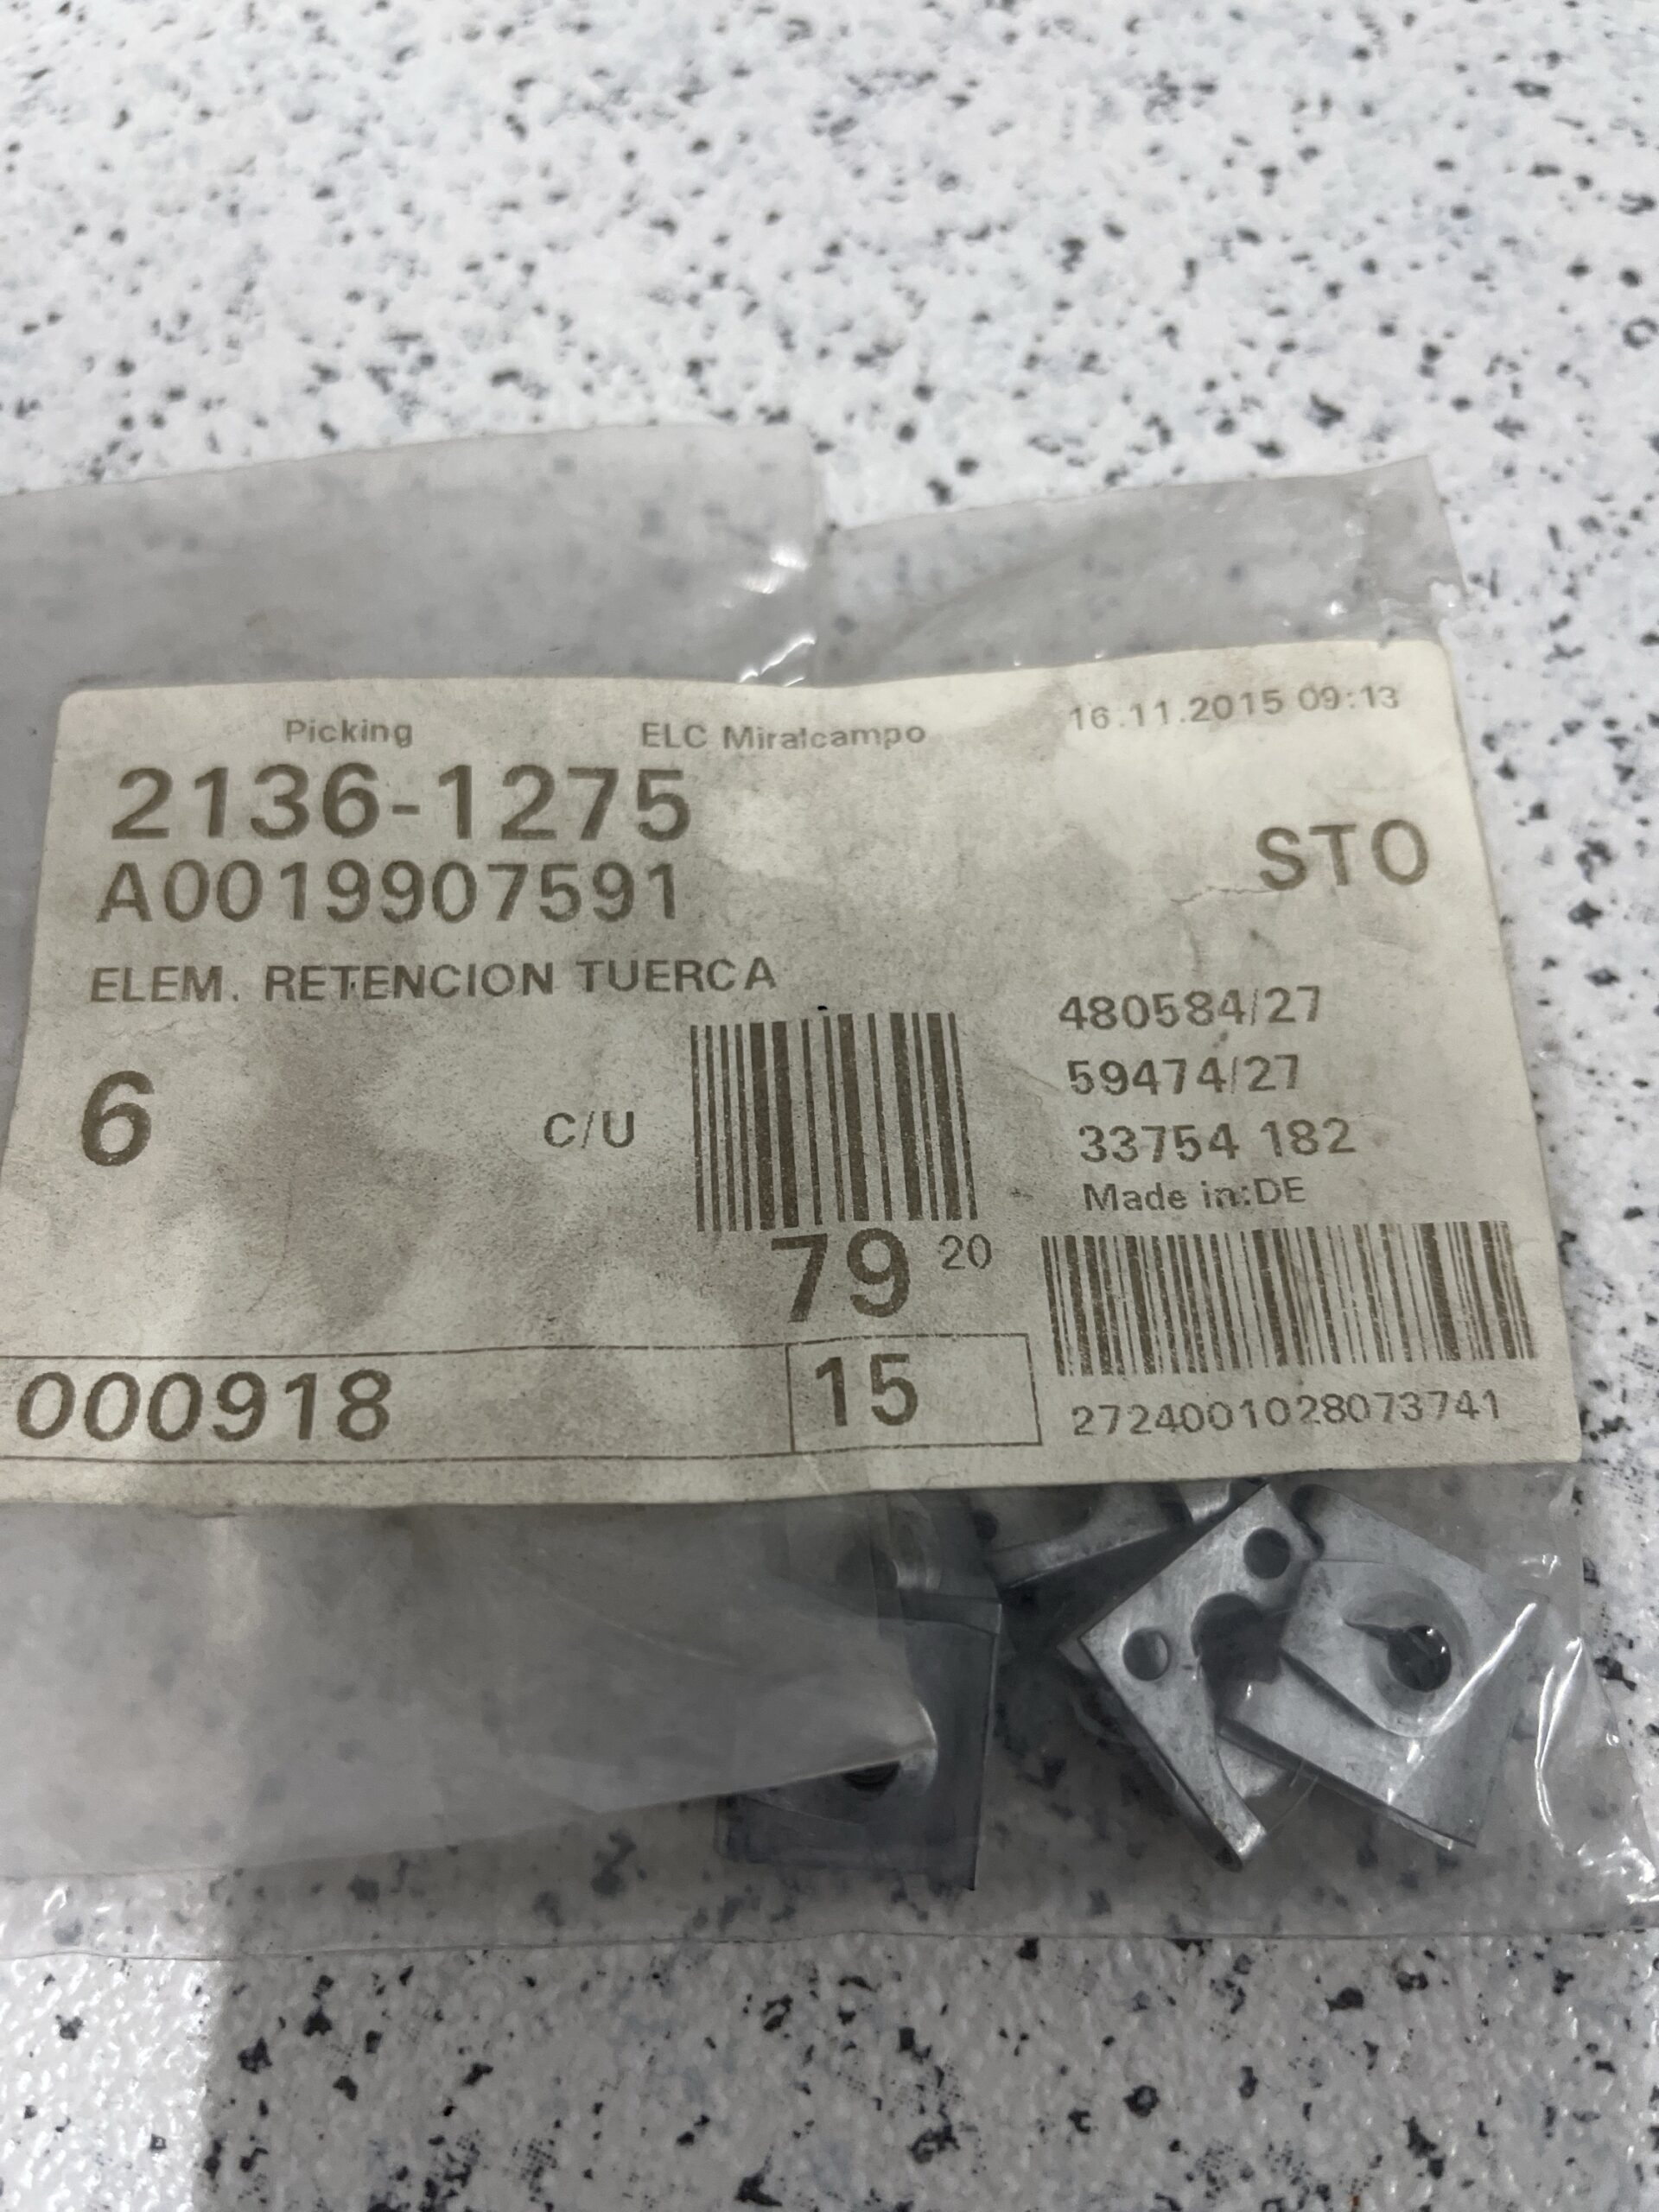 Picking ELC Miralcampo 16.11.2015 09:13
2136-1275
A0019907591 STO
ELEM. RETENCION TUERCA
480584/27
59474/27
6 C/U 33754 182
Made in:DE
79 20
000918 15
2724001028073741